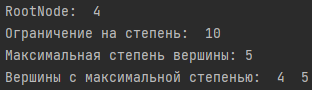 RootNode:  4
Ограничение на степень:  10
Максимальная степень вершины: 5
Вершины с максимальной степенью:  4  5